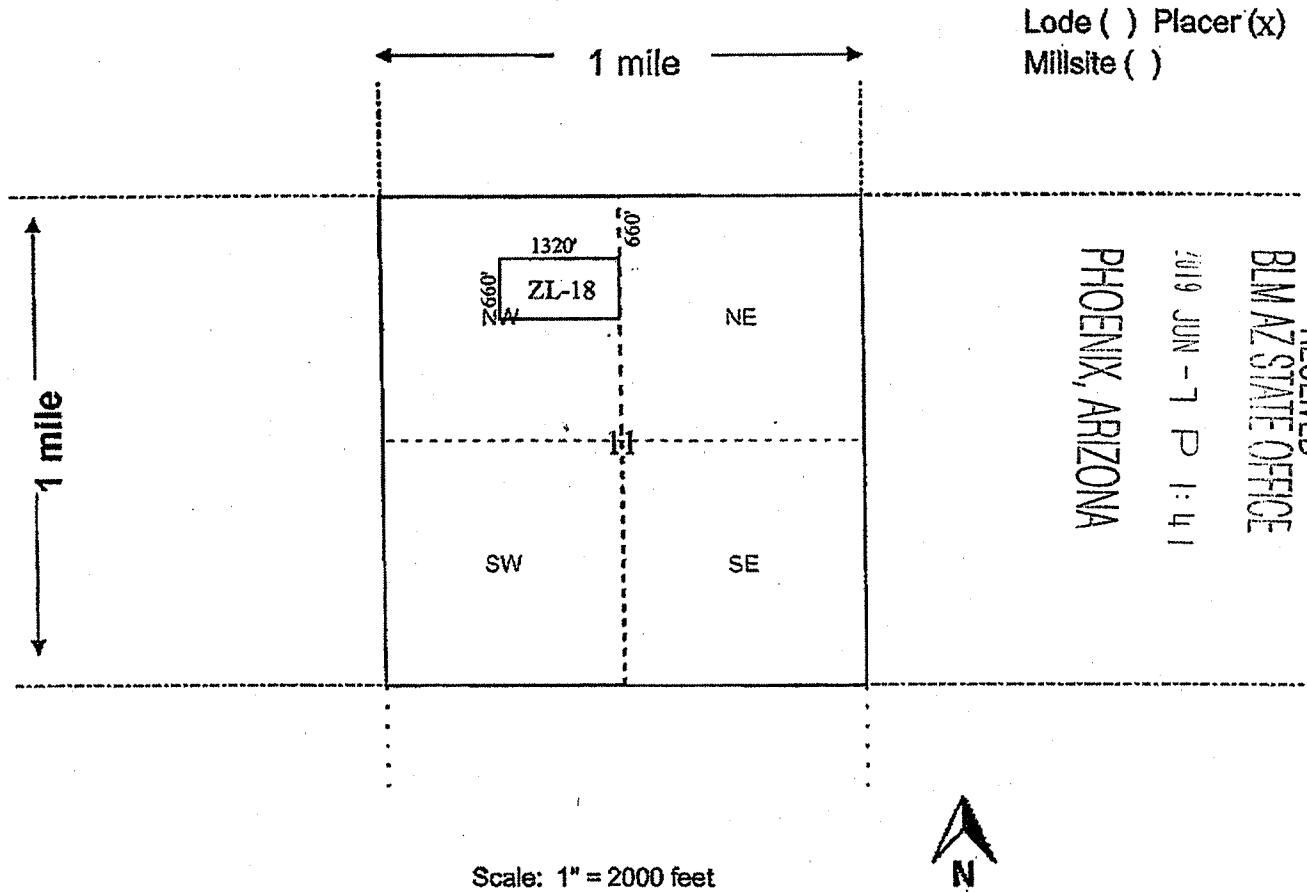 Lode ( ) Placer (x)
Millsite ( )
1 mile
660'
1320'
660'
ZL-18
NW
NE
1 mile
11
SW
SE
RECEIVED
BLM AZ STATE OFFICE
2019 JUN -7 P 1:41
PHOENIX, ARIZONA
Scale: 1" = 2000 feet
N